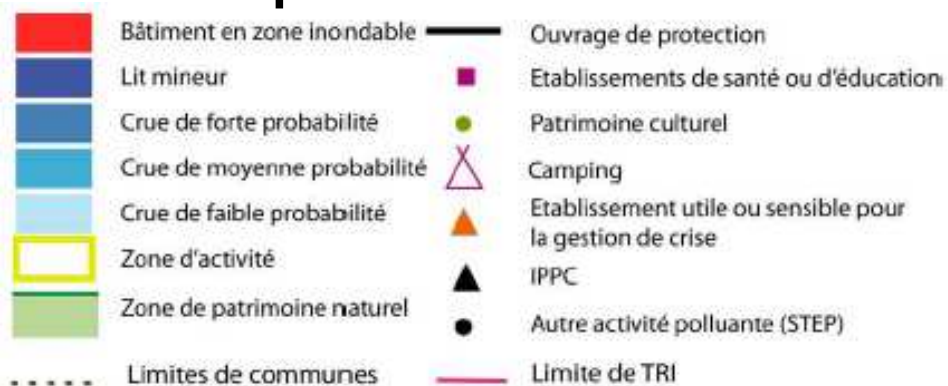 Bâtiment en zone inondable
Lit mineur
Crue de forte probabilité
Crue de moyenne probabilité
Crue de faible probabilité
Zone d'activité
Zone de patrimoine naturel
Limites de communes
Ouvrage de protection
Etablissements de santé ou d'éducation
Patrimoine culturel
Camping
Etablissement utile ou sensible pour
la gestion de crise
IPPC
Autre activité polluante (STEP)
Limite de TRI